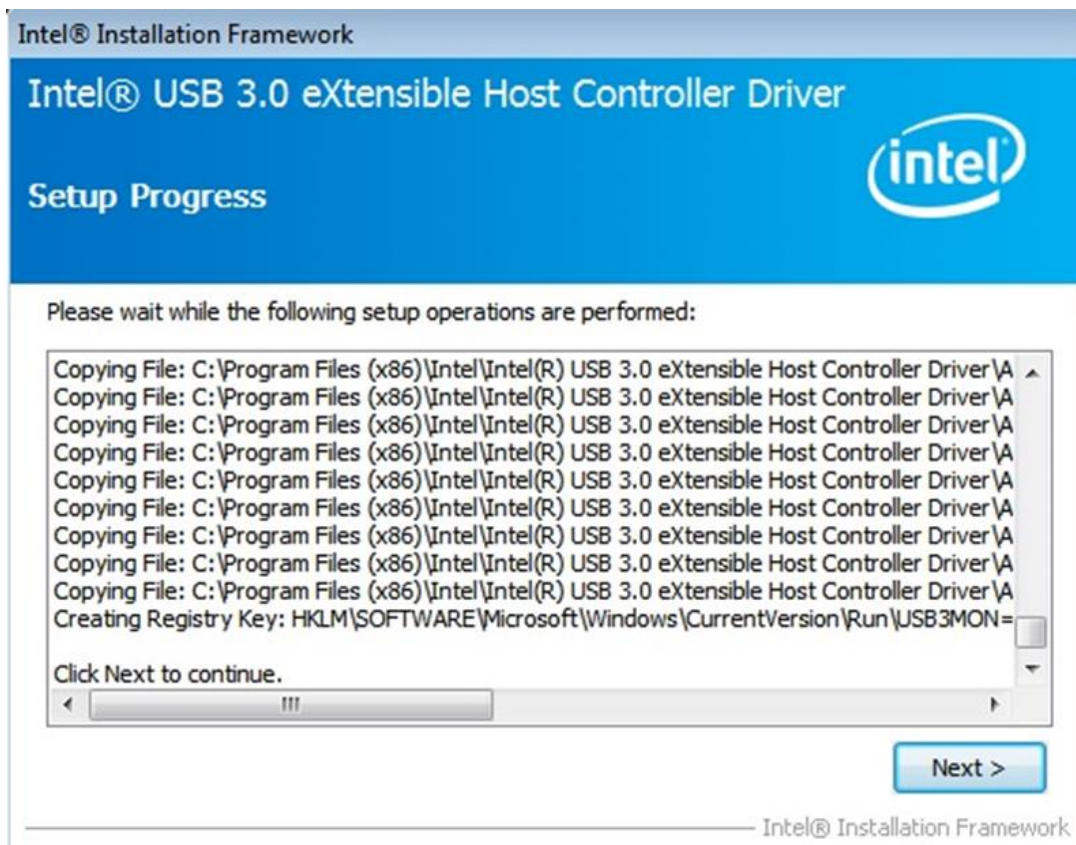 Intel® Installation Framework
Intel® USB 3.0 eXtensible Host Controller Driver
intel
Setup Progress
Please wait while the following setup operations are performed:
Copying File: C:\Program Files (x86)\Intel\Intel(R) USB 3.0 eXtensible Host Controller Driver\A
Copying File: C:\Program Files (x86)\Intel\Intel(R) USB 3.0 eXtensible Host Controller Driver\A
Copying File: C:\Program Files (x86)\Intel\Intel(R) USB 3.0 eXtensible Host Controller Driver\A
Copying File: C:\Program Files (x86)\Intel\Intel(R) USB 3.0 eXtensible Host Controller Driver\A
Copying File: C:\Program Files (x86)\Intel\Intel(R) USB 3.0 eXtensible Host Controller Driver\A
Copying File: C:\Program Files (x86)\Intel\Intel(R) USB 3.0 eXtensible Host Controller Driver\A
Copying File: C:\Program Files (x86)\Intel\Intel(R) USB 3.0 eXtensible Host Controller Driver\A
Copying File: C:\Program Files (x86)\Intel\Intel(R) USB 3.0 eXtensible Host Controller Driver\A
Copying File: C:\Program Files (x86)\Intel\Intel(R) USB 3.0 eXtensible Host Controller Driver\A
Creating Registry Key: HKLM\SOFTWARE\Microsoft\Windows\CurrentVersion\Run\USB3MON=
Click Next to continue.
Next >
Intel® Installation Framework